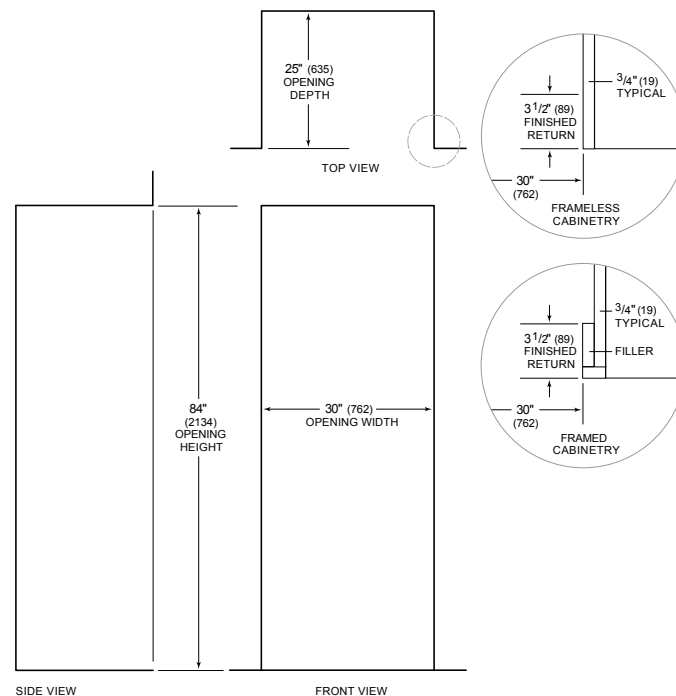 25" (635)
OPENING
DEPTH
TOP VIEW
3/4" (19)
TYPICAL
3 1/2" (89)
FINISHED
RETURN
30"
(762)
FRAMELESS
CABINETRY
3/4" (19)
TYPICAL
3 1/2" (89)
FINISHED
RETURN
FILLER
30"
(762)
FRAMED
CABINETRY
84"
(2134)
OPENING
HEIGHT
30" (762)
OPENING WIDTH
SIDE VIEW
FRONT VIEW